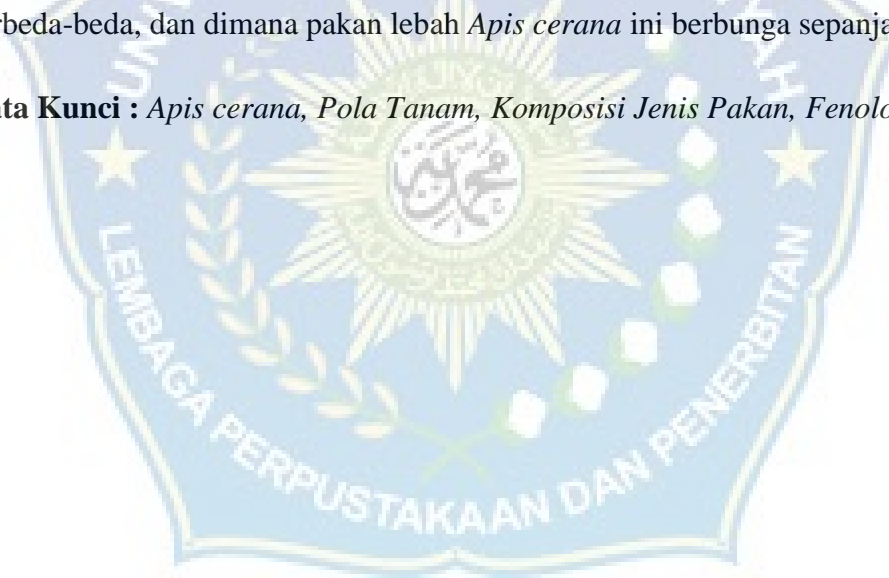 rbeda-beda, dan dimana pakan lebah Apis cerana ini berbunga sepanja
ata Kunci : Apis cerana, Pola Tanam, Komposisi Jenis Pakan, Fenolo
LEMBAGA PERPUSTAKAAN DAN PENERBITAN
محمدية